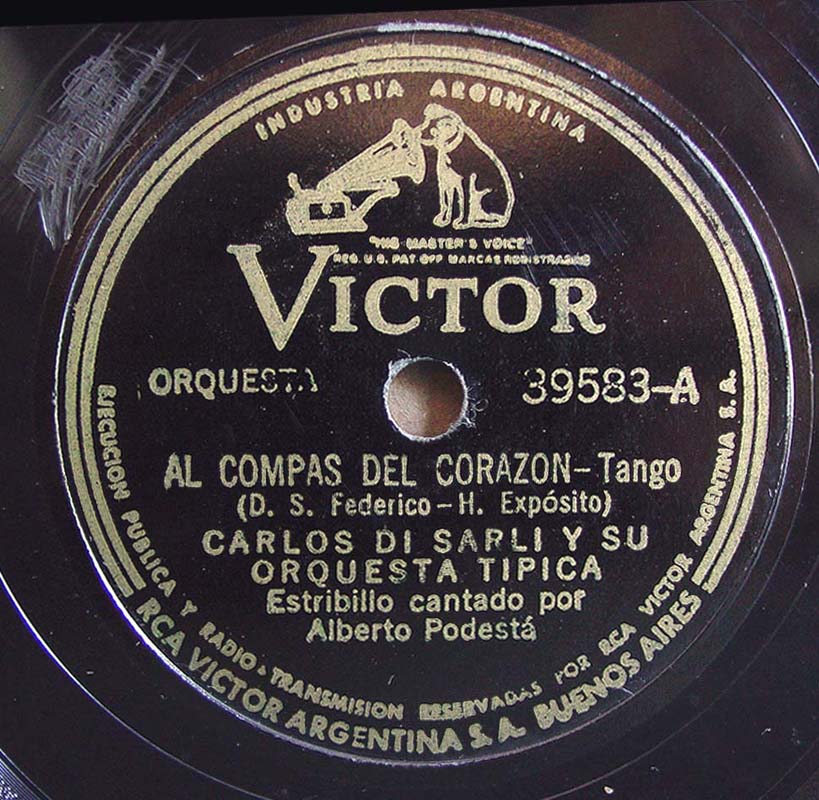 INDUSTRIA ARGENTINA
"HIS MASTER'S VOICE"
REG. U.S. PAT. OFF MARCAS REGISTRADAS
VICTOR
ORQUESTA 39583-A
AL COMPAS DEL CORAZON - Tango
(D. S. Federico - H. Expósito)
CARLOS DI SARLI Y SU
ORQUESTA TIPICA
Estribillo cantado por
Alberto Podestá
EJECUCION PUBLICA Y RADIO-TRANSMISION RESERVADAS POR RCA VICTOR ARGENTINA S.A.
RCA VICTOR ARGENTINA S.A. BUENOS AIRES